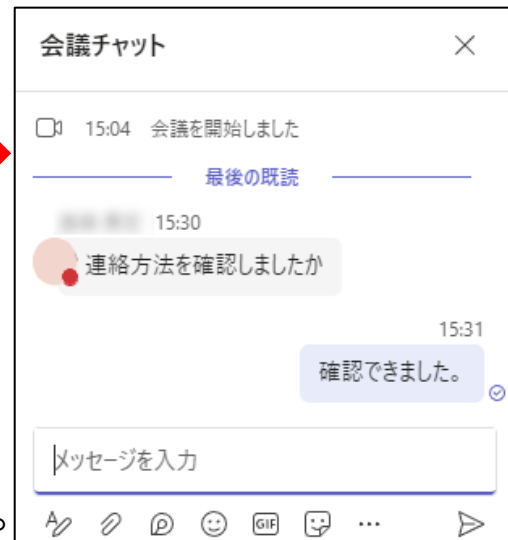 会議チャット
15:04 会議を開始しました
最後の既読
15:30
連絡方法を確認しましたか
15:31
確認できました。
メッセージを入力
GIF